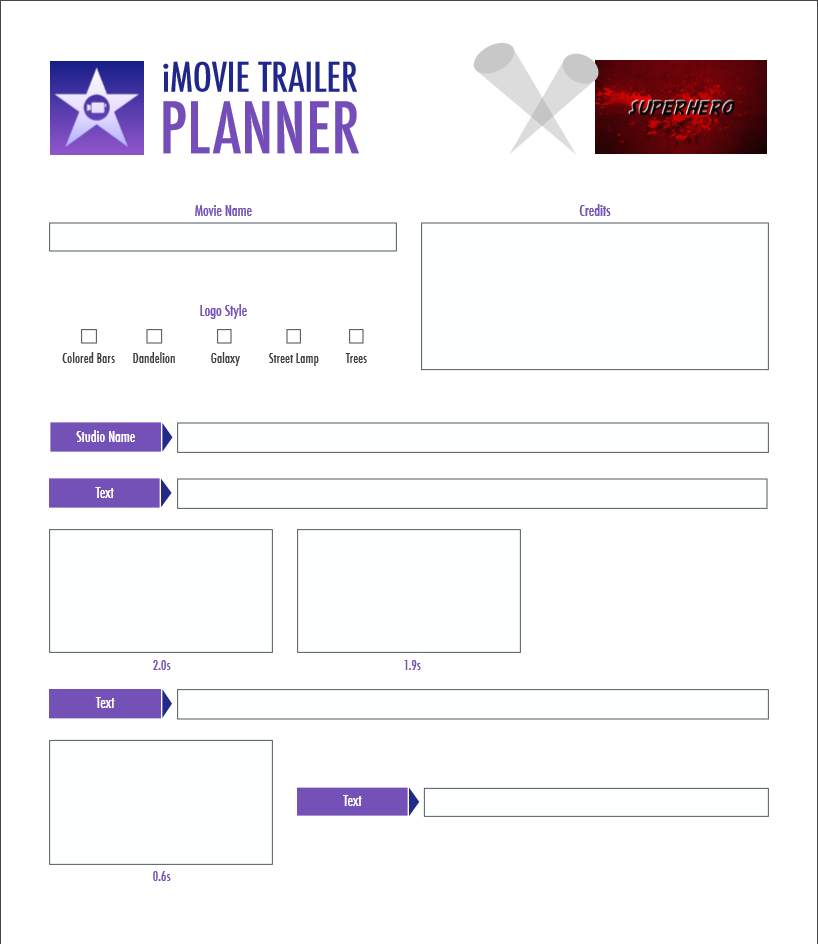 iMOVIE TRAILER
PLANNER
SUPERHERO
Movie Name
Credits
Logo Style
Colored Bars Dandelion Galaxy Street Lamp Trees
Studio Name
Text
2.0s 1.9s
Text
Text
0.6s